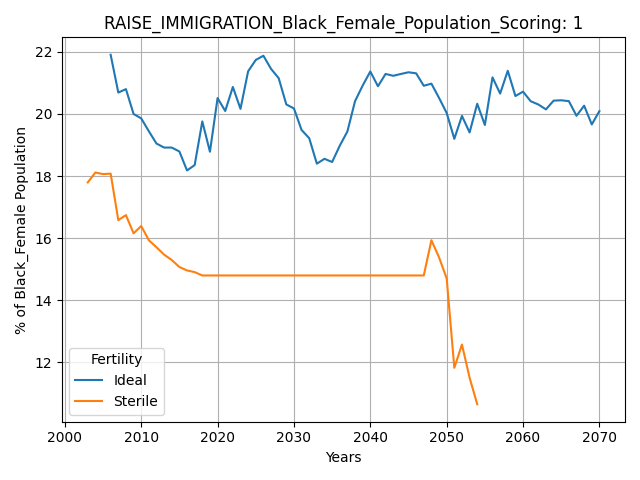 RAISE_IMMIGRATION_Black_Female_Population_Scoring: 1
% of Black_Female Population
22
20
18
16
14
12
Fertility
Ideal
Sterile
2000 2010 2020 2030 2040 2050 2060 2070
Years